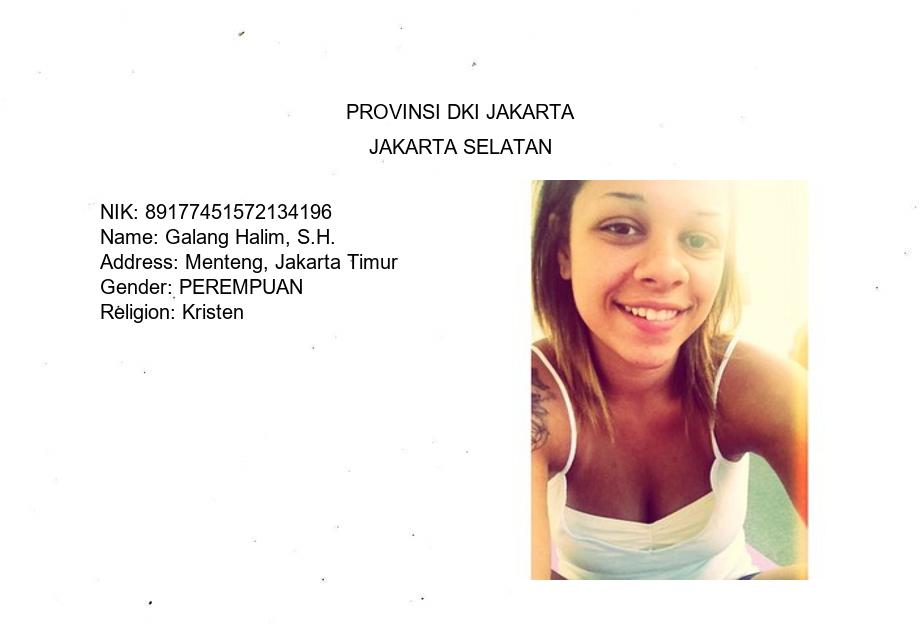 PROVINSI DKI JAKARTA
JAKARTA SELATAN
NIK: 89177451572134196
Name: Galang Halim, S.H.
Address: Menteng, Jakarta Timur
Gender: PEREMPUAN
Religion: Kristen